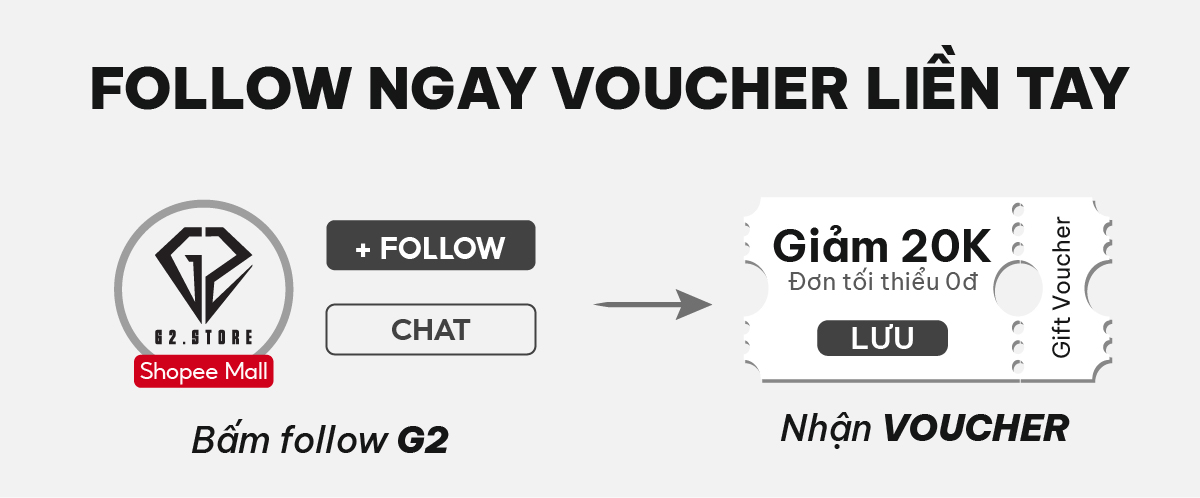 FOLLOW NGAY VOUCHER LIỀN TAY
G2.STORE
Shopee Mall
+ FOLLOW
CHAT
Bấm follow G2
Giảm 20K
Đơn tối thiểu 0đ
LƯU
Gift Voucher
Nhận VOUCHER